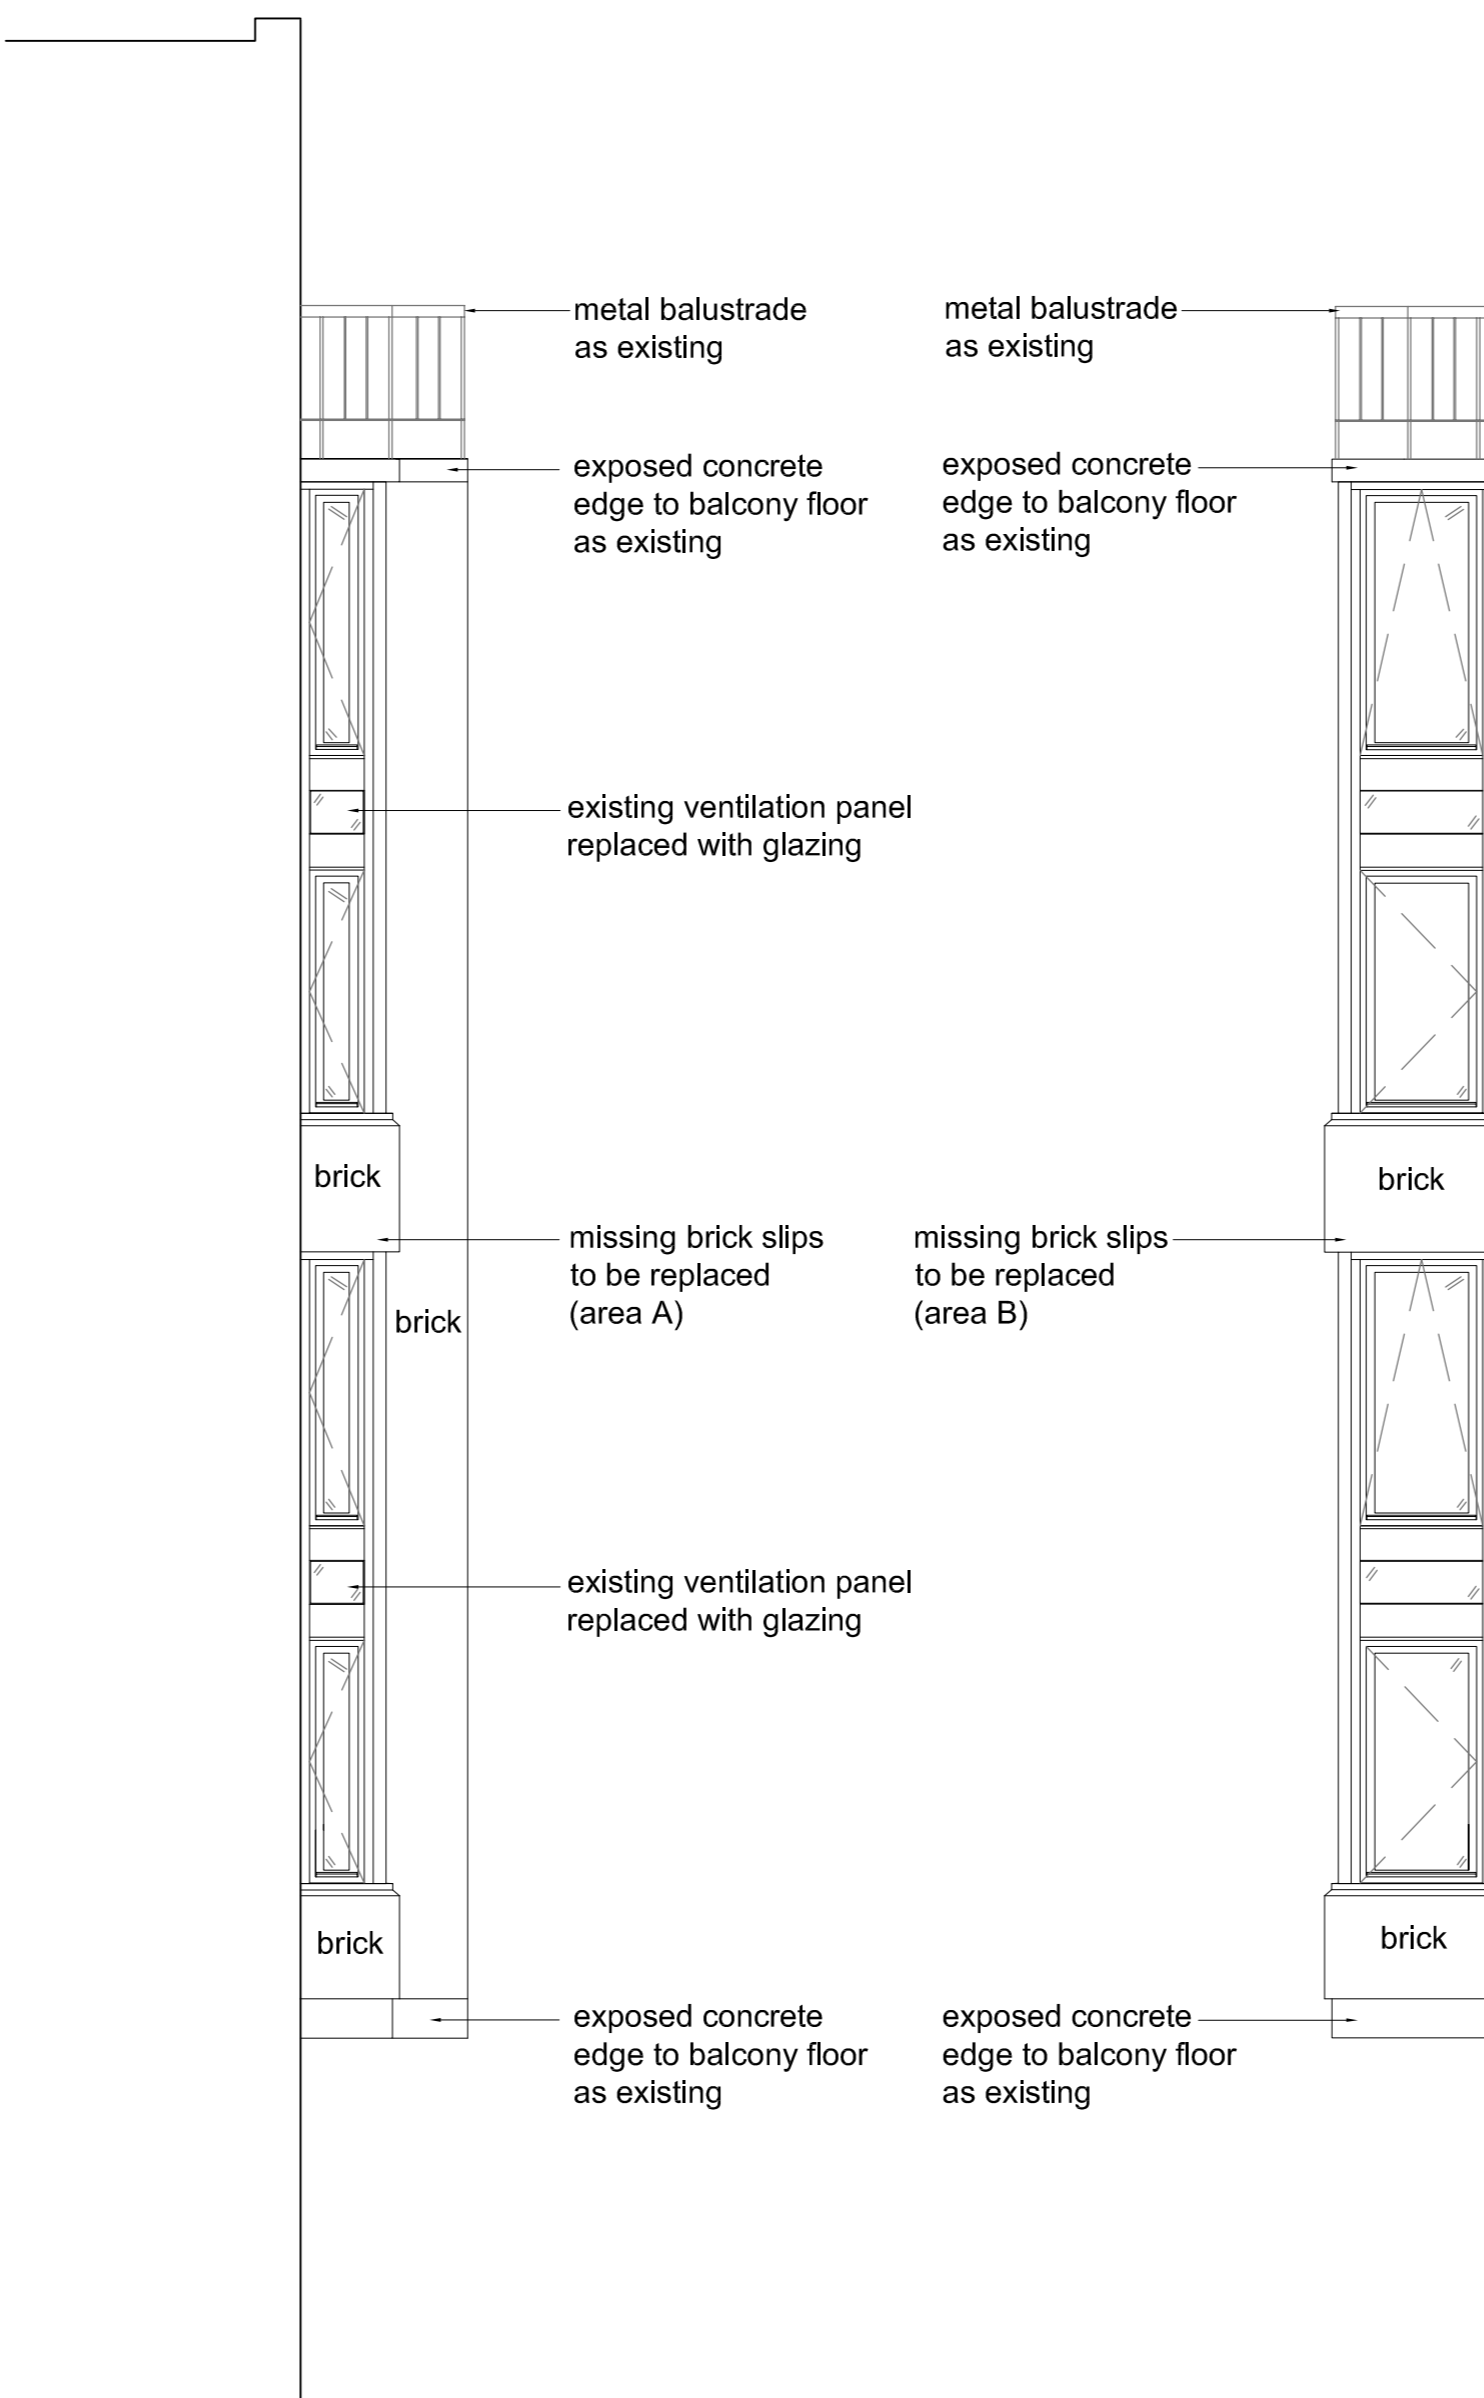 metal balustrade
as existing
metal balustrade
as existing
exposed concrete
edge to balcony floor
as existing
exposed concrete
edge to balcony floor
as existing
existing ventilation panel
replaced with glazing
brick
brick
missing brick slips
to be replaced
(area A)
missing brick slips
to be replaced
(area B)
brick
existing ventilation panel
replaced with glazing
brick
brick
exposed concrete
edge to balcony floor
as existing
exposed concrete
edge to balcony floor
as existing